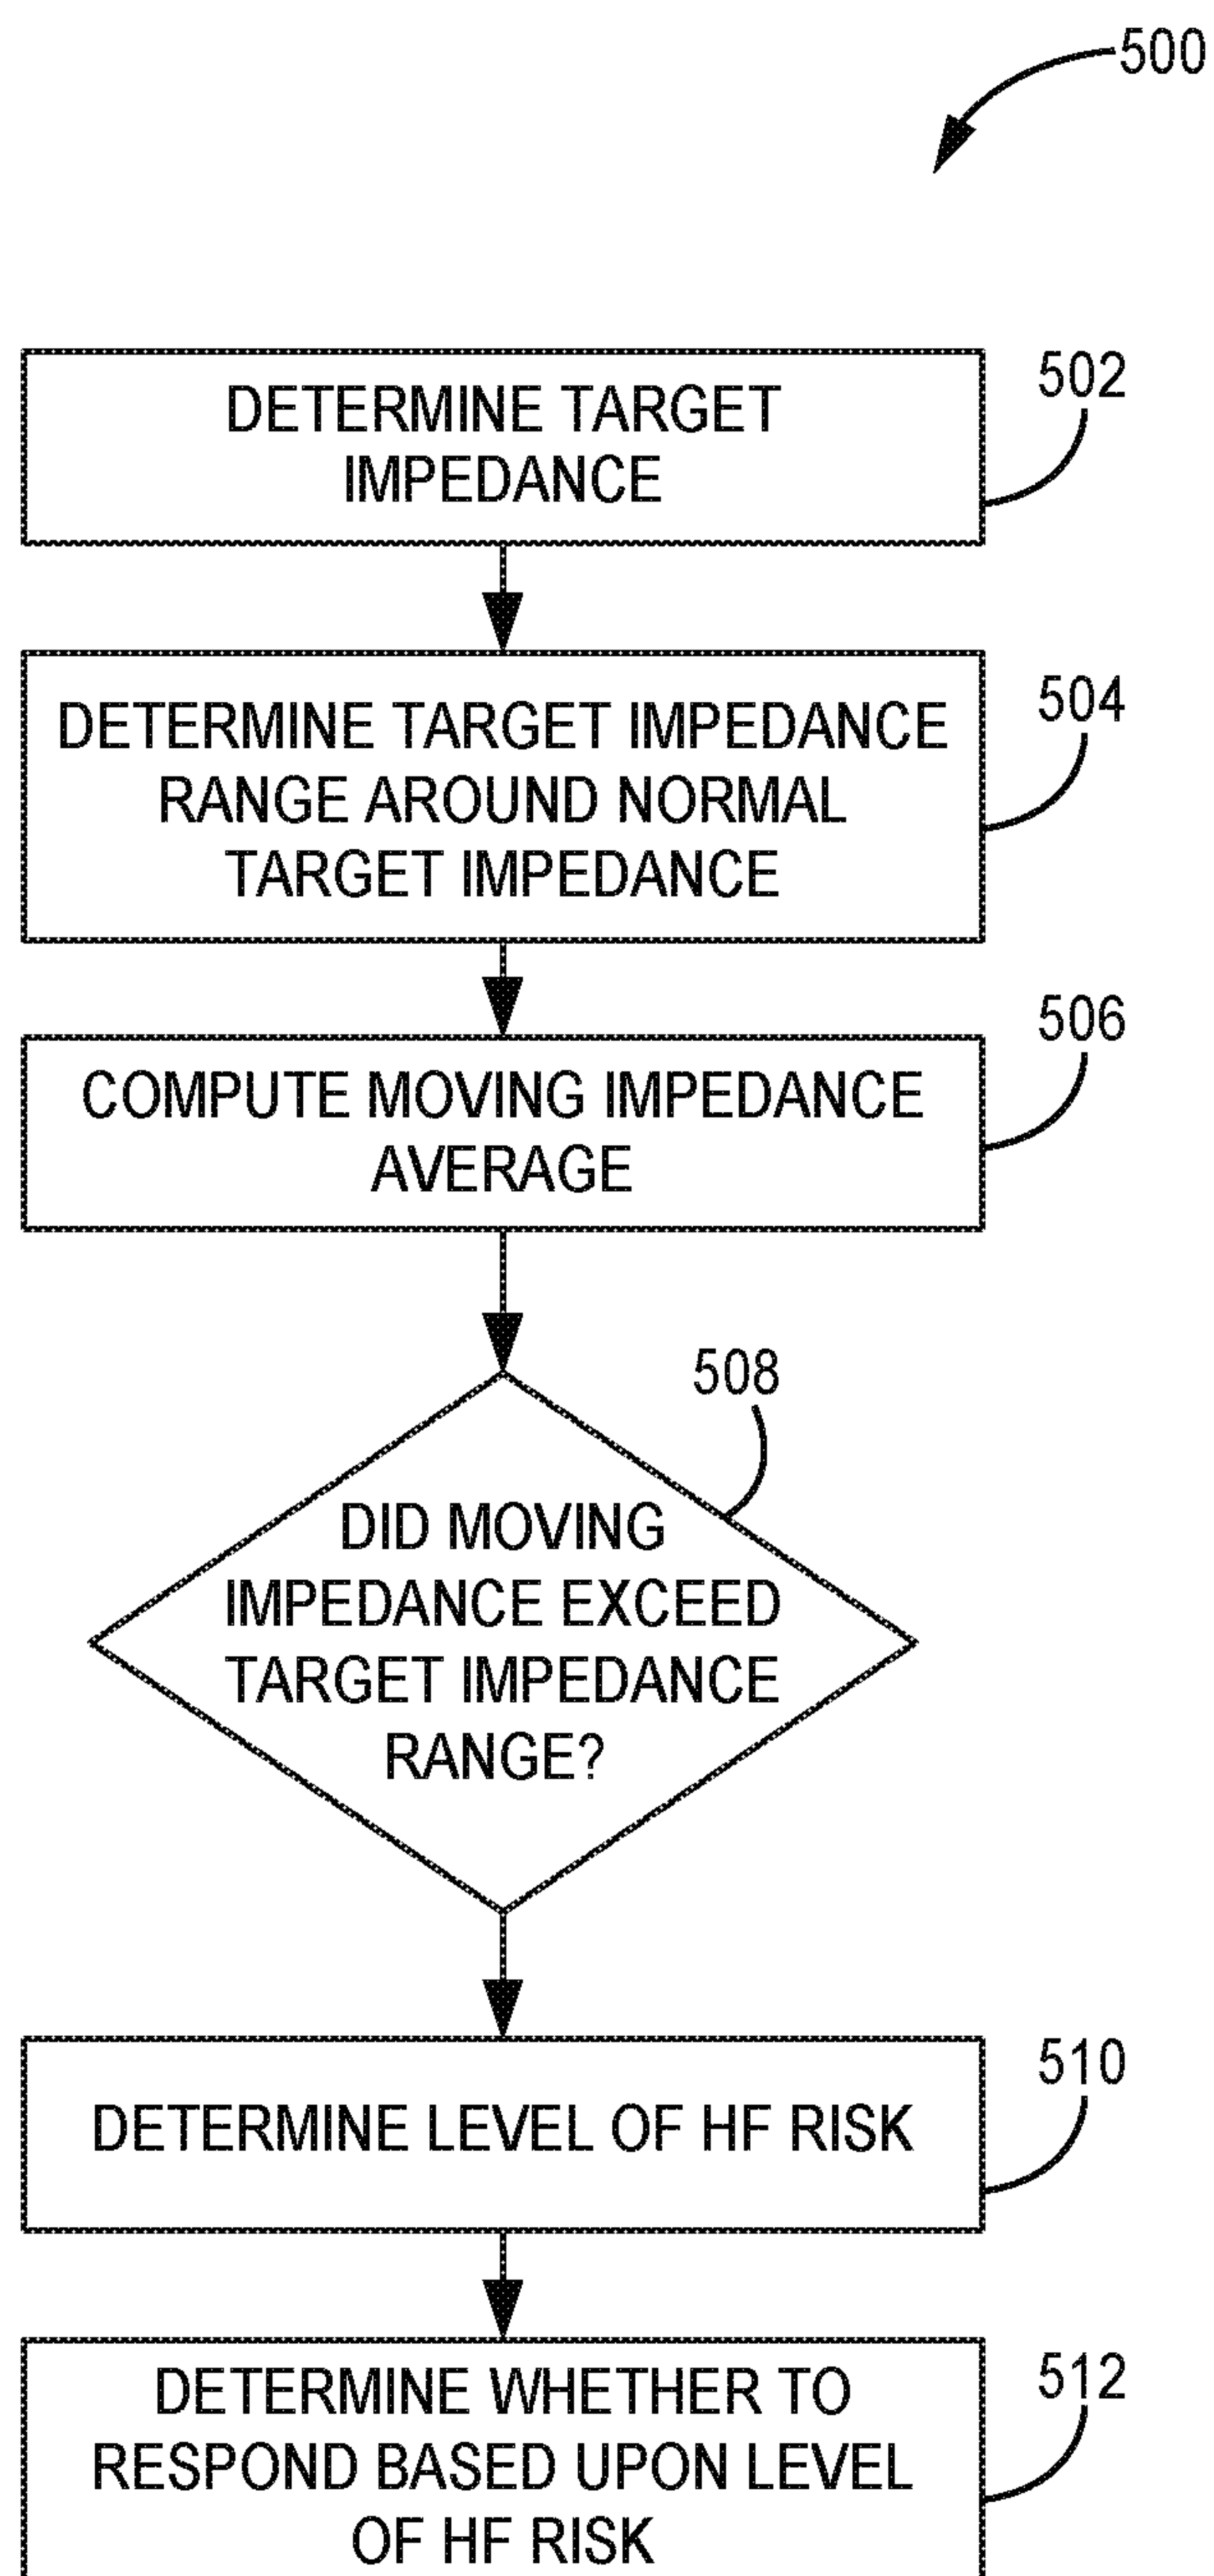 500
DETERMINE TARGET
IMPEDANCE
502
DETERMINE TARGET IMPEDANCE
RANGE AROUND NORMAL
TARGET IMPEDANCE
504
COMPUTE MOVING IMPEDANCE
AVERAGE
506
508
DID MOVING
IMPEDANCE EXCEED
TARGET IMPEDANCE
RANGE?
DETERMINE LEVEL OF HF RISK
510
DETERMINE WHETHER TO
RESPOND BASED UPON LEVEL
OF HF RISK
512